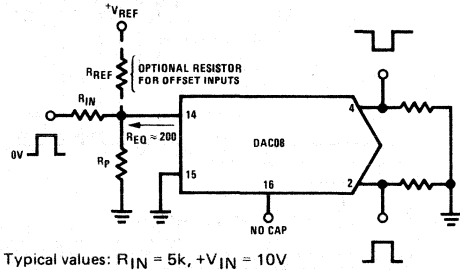 +VREF
RREF
OPTIONAL RESISTOR
FOR OFFSET INPUTS
RIN
14
4
REQ ≈ 200
DAC08
0V
RP
15
16
2
NO CAP
Typical values: RIN = 5k, +VIN = 10V